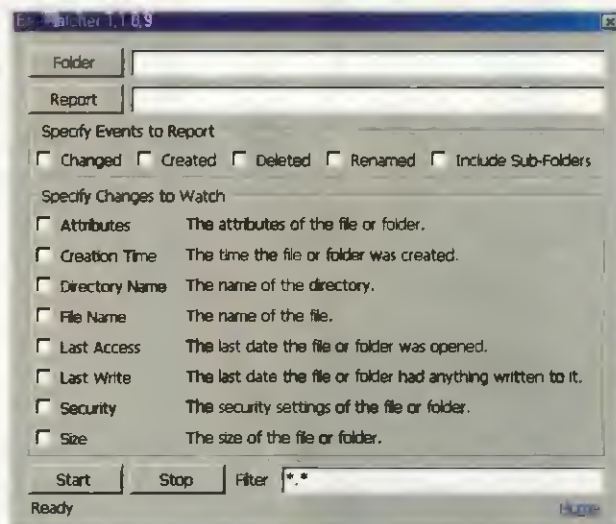 Watcher 1,1,0,9
Folder
Report
Specify Events to Report
Changed Created Deleted Renamed Include Sub-Folders
Specify Changes to Watch
Attributes The attributes of the file or folder.
Creation Time The time the file or folder was created.
Directory Name The name of the directory.
File Name The name of the file.
Last Access The last date the file or folder was opened.
Last Write The last date the file or folder had anything written to it.
Security The security settings of the file or folder.
Size The size of the file or folder.
Start Stop Filter *.*
Ready Home